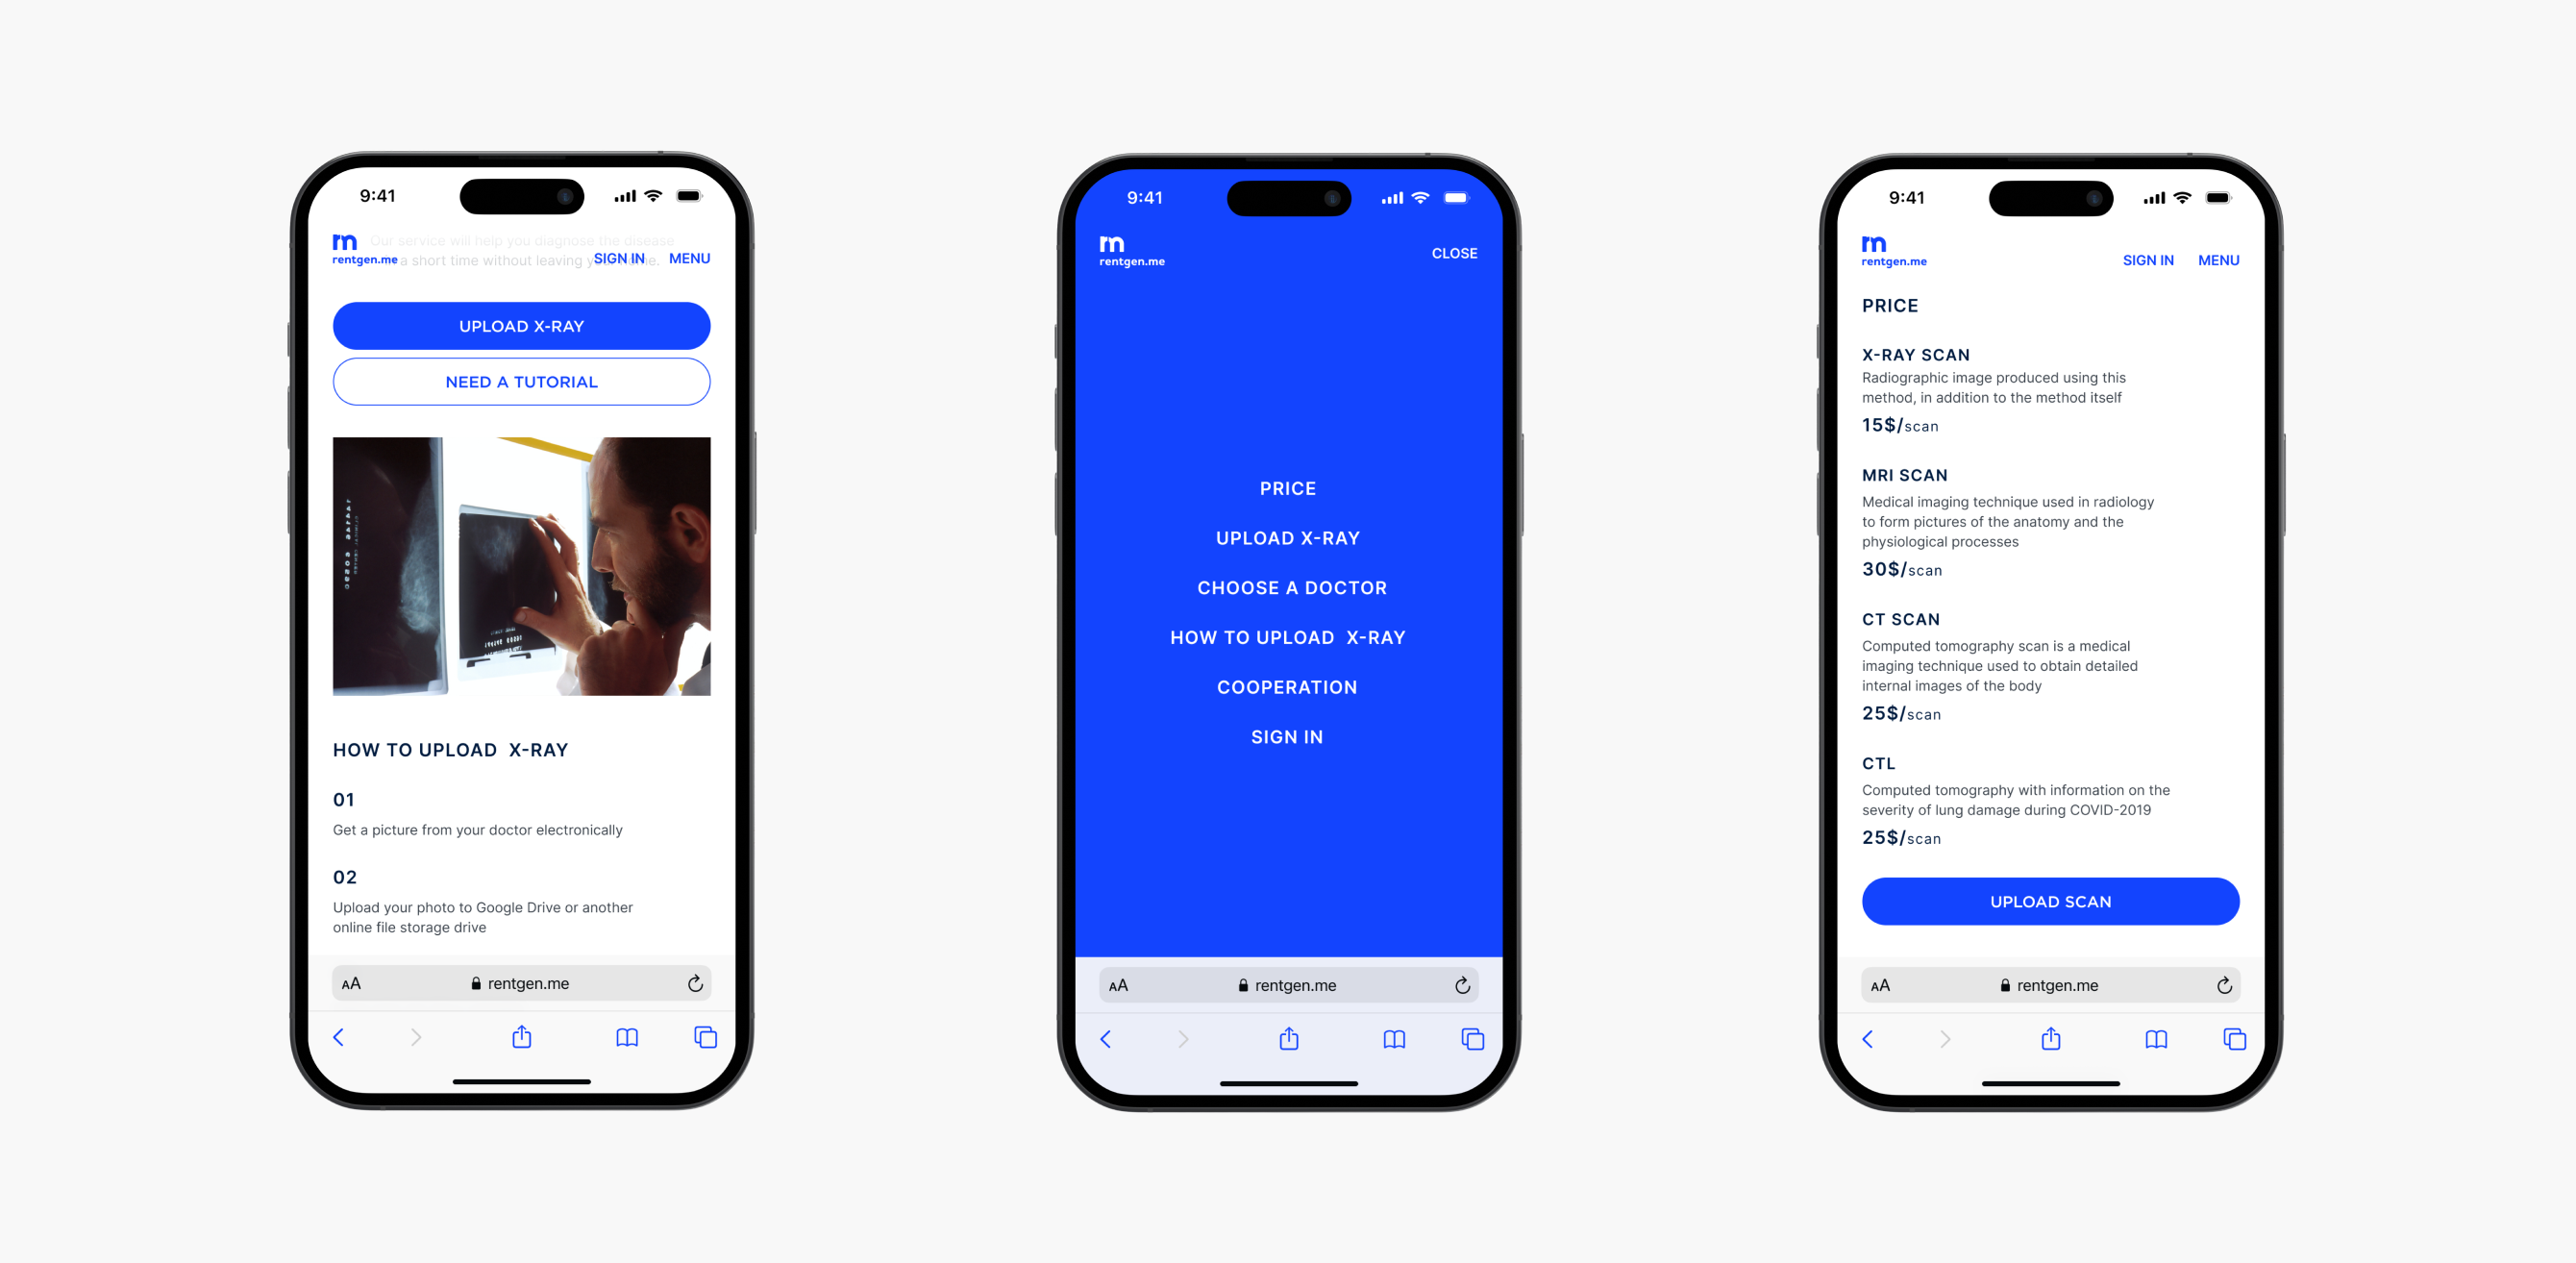 9:41
rn
Our service will help you diagnose the disease
rentgen.me a short time without leaving your home. SIGN IN MENU
UPLOAD X-RAY
NEED A TUTORIAL
HOW TO UPLOAD  X-RAY
01
Get a picture from your doctor electronically
02
Upload your photo to Google Drive or another
online file storage drive
AA rentgen.me
9:41
rn
rentgen.me
CLOSE
PRICE
UPLOAD X-RAY
CHOOSE A DOCTOR
HOW TO UPLOAD  X-RAY
COOPERATION
SIGN IN
AA rentgen.me
9:41
rn
rentgen.me SIGN IN MENU
PRICE
X-RAY SCAN
Radiographic image produced using this
method, in addition to the method itself
15$/scan
MRI SCAN
Medical imaging technique used in radiology
to form pictures of the anatomy and the
physiological processes
30$/scan
CT SCAN
Computed tomography scan is a medical
imaging technique used to obtain detailed
internal images of the body
25$/scan
CTL
Computed tomography with information on the
severity of lung damage during COVID-2019
25$/scan
UPLOAD SCAN
AA rentgen.me